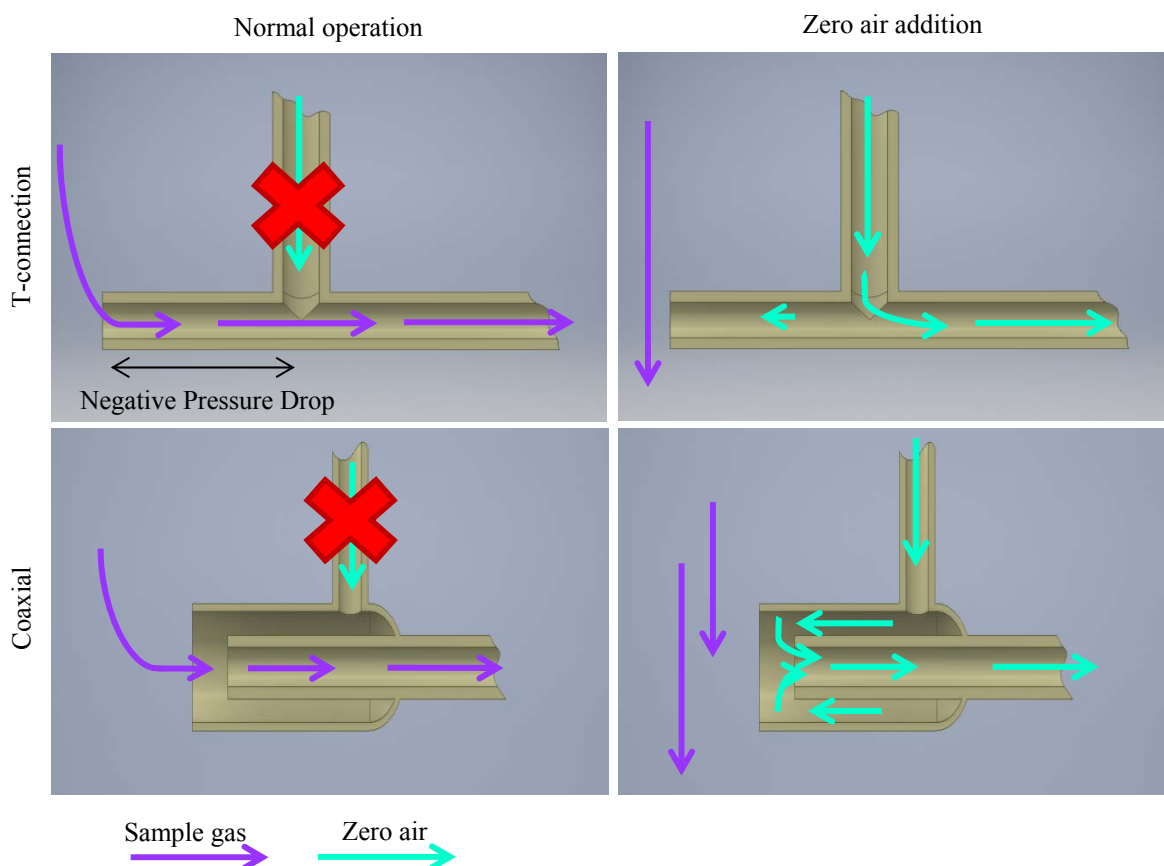 Normal operation
Zero air addition
T-connection
Negative Pressure Drop
Coaxial
Sample gas
Zero air